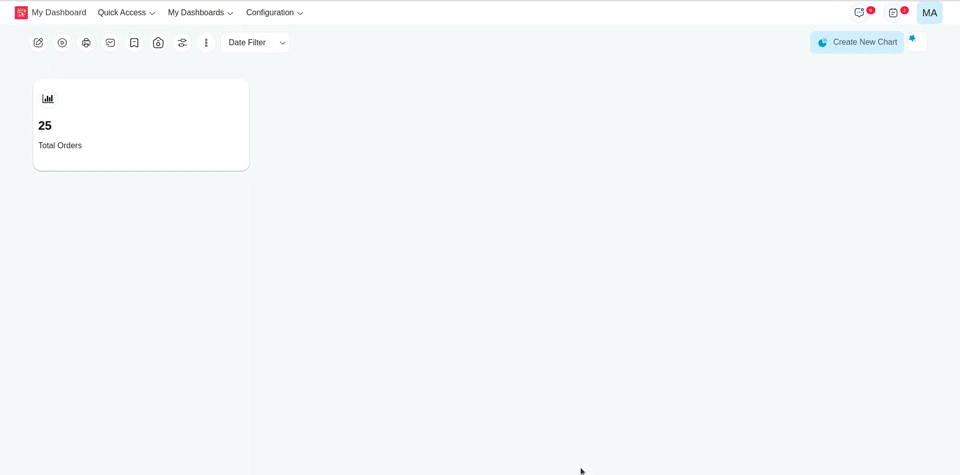 My Dashboard Quick Access My Dashboards Configuration MA
Date Filter Create New Chart
25
Total Orders